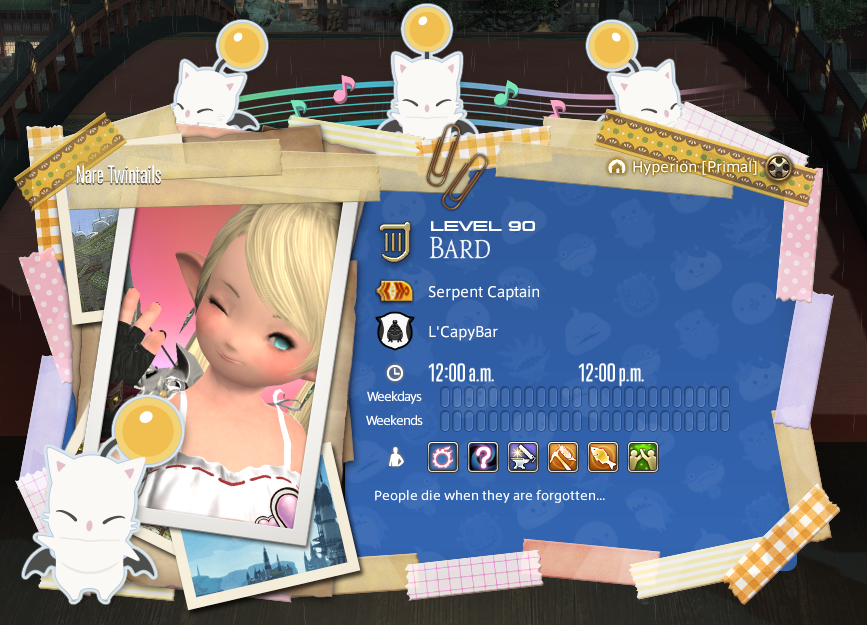 Nare Twintails
Hyperion [Primal]
LEVEL 90
BARD
Serpent Captain
L'CapyBar
12:00 a.m. 12:00 p.m.
Weekdays
Weekends
People die when they are forgotten...